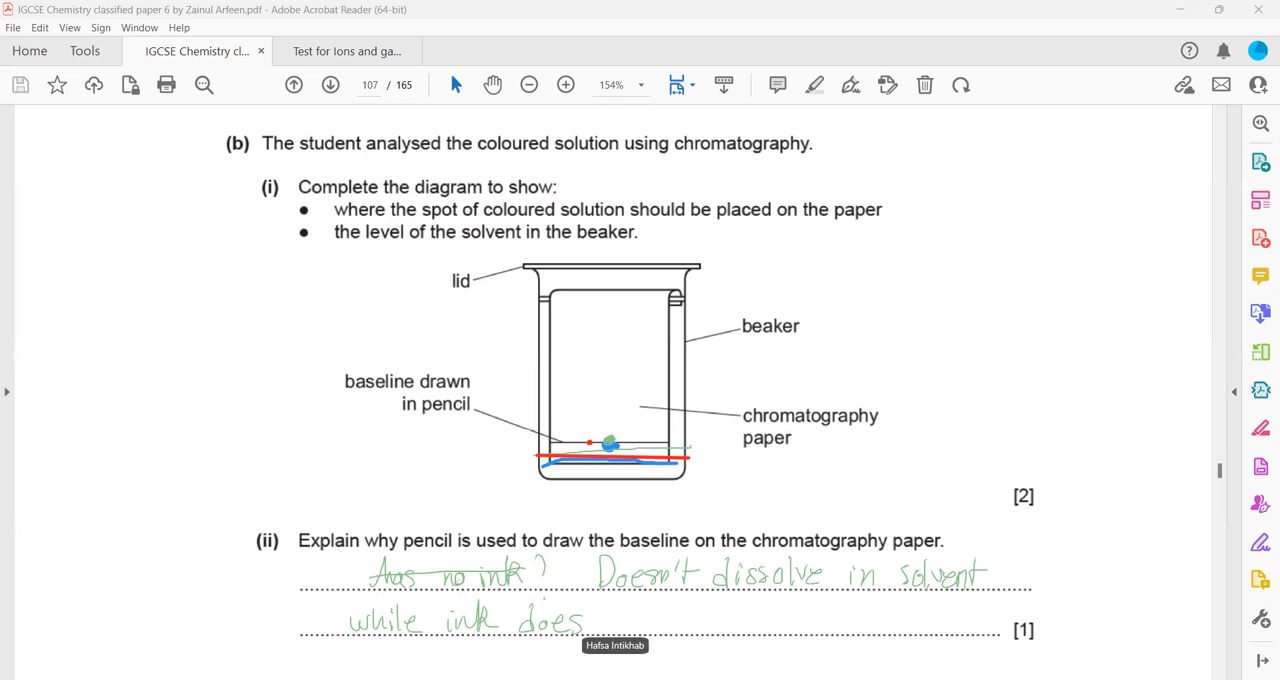 IGCSE Chemistry classified paper 6 by Zainul Arfeen.pdf - Adobe Acrobat Reader (64-bit)
File Edit View Sign Window Help
Home Tools IGCSE Chemistry cl... × Test for Ions and ga...
107 / 165 154%
(b) The student analysed the coloured solution using chromatography.
(i) Complete the diagram to show:
• where the spot of coloured solution should be placed on the paper
• the level of the solvent in the beaker.
lid
beaker
baseline drawn
in pencil
chromatography
paper
[2]
(ii) Explain why pencil is used to draw the baseline on the chromatography paper.
has no ink? Doesn't dissolve in solvent
while ink does
[1]
Hafsa Intikhab